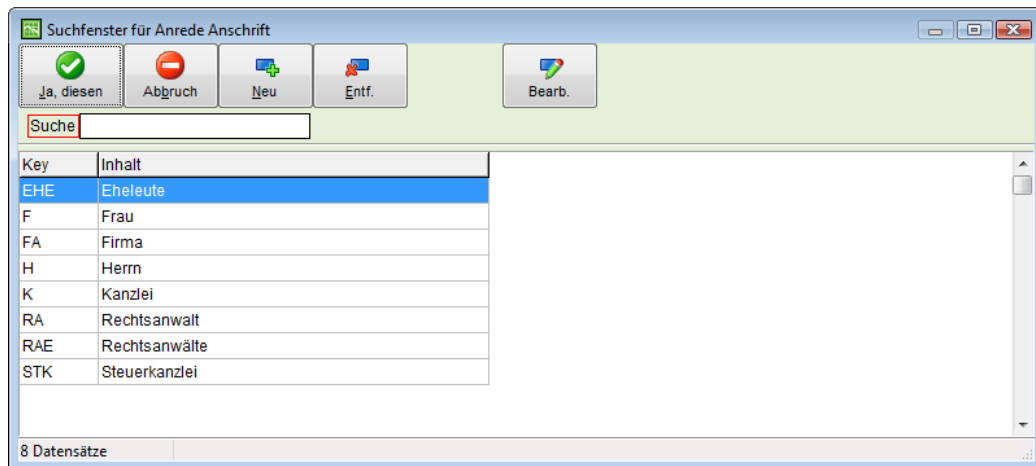 Suchfenster für Anrede Anschrift
Ja, diesen Abbruch Neu Entf. Bearb.
Suche
Key Inhalt
EHE Eheleute
F Frau
FA Firma
H Herrn
K Kanzlei
RA Rechtsanwalt
RAE Rechtsanwälte
STK Steuerkanzlei
8 Datensätze